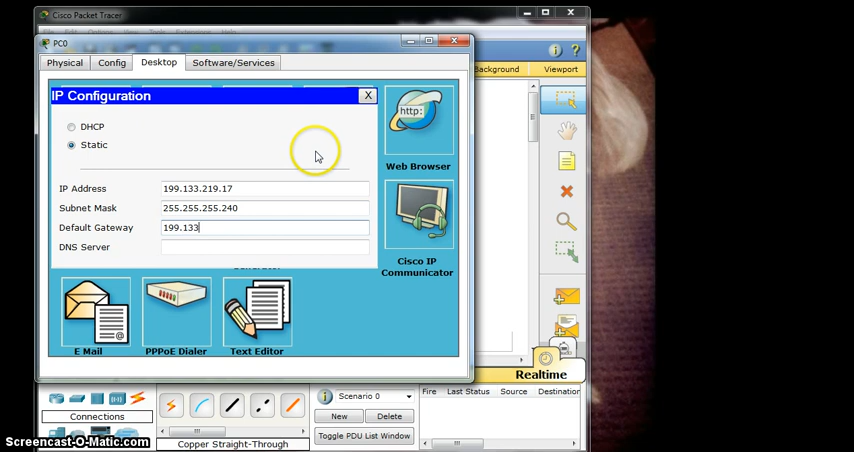 Cisco Packet Tracer
PC0
Physical Config Desktop Software/Services
Background Viewport
IP Configuration X
http:
DHCP
Static
Web Browser
IP Address 199.133.219.17
Subnet Mask 255.255.255.240
Default Gateway 199.133
DNS Server
Cisco IP
Communicator
E Mail PPPoE Dialer Text Editor
Realtime
Scenario 0
Fire Last Status Source Destination
New Delete
Connections
Toggle PDU List Window
Copper Straight-Through
Screencast-O-Matic.com